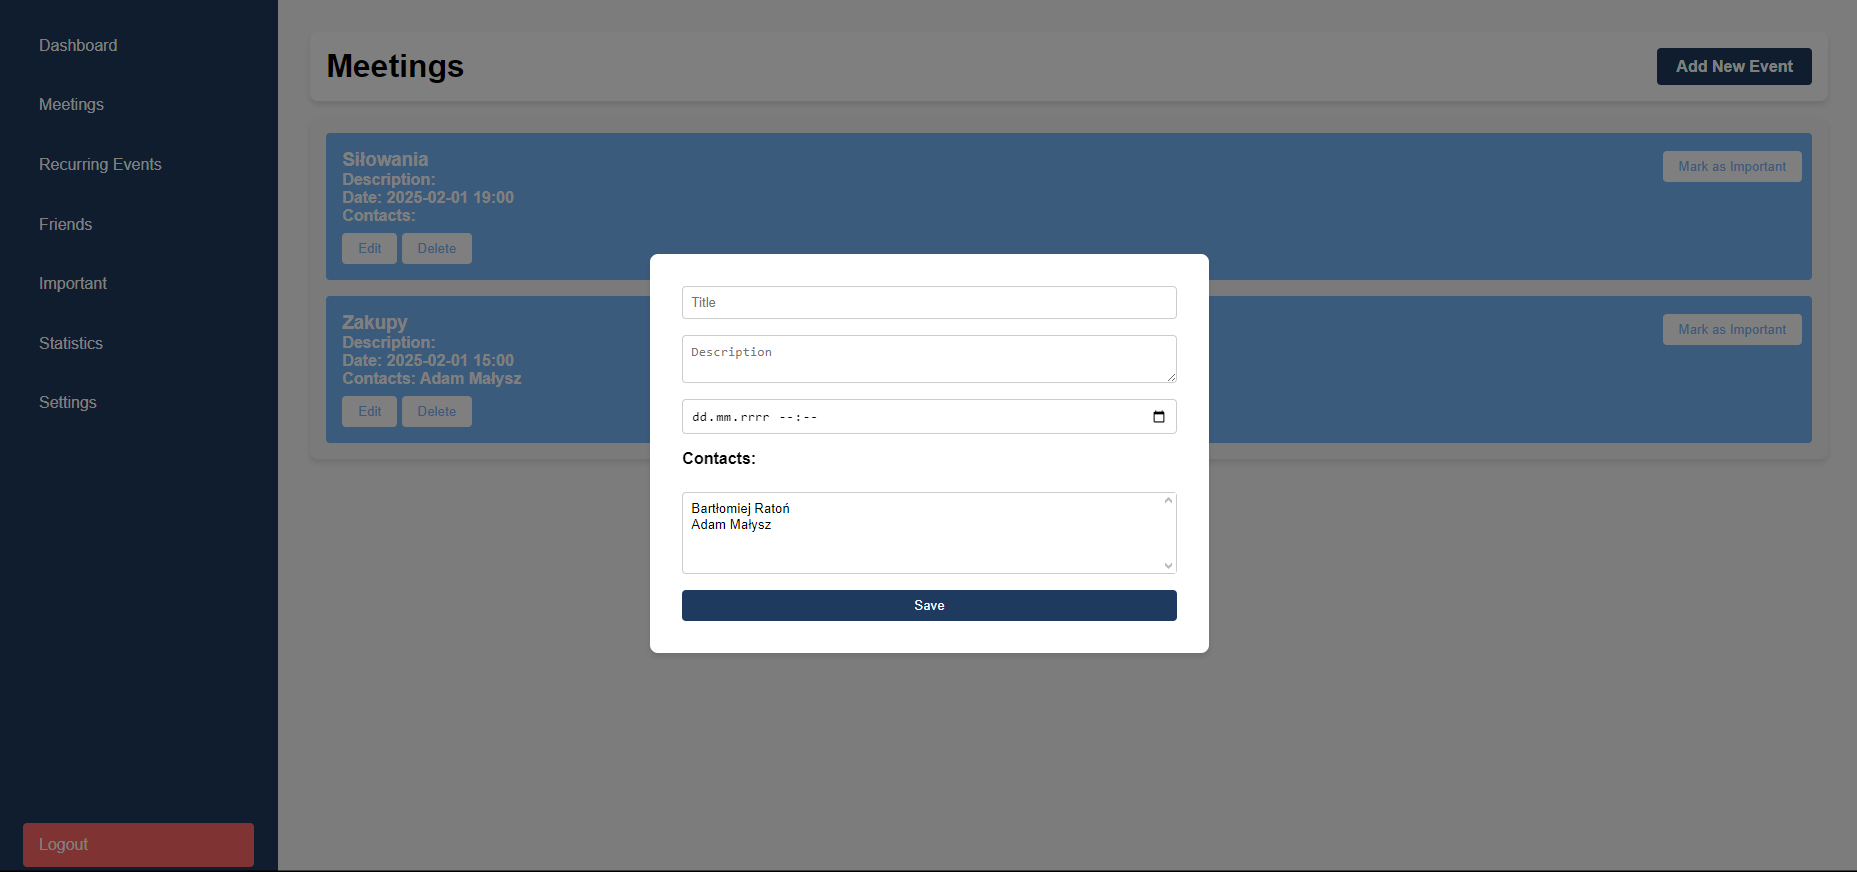 Dashboard
Meetings
Recurring Events
Friends
Important
Statistics
Settings
Logout
Meetings
Add New Event
Siłowania
Description:
Date: 2025-02-01 19:00
Contacts:
Edit Delete
Mark as Important
Zakupy
Description:
Date: 2025-02-01 15:00
Contacts: Adam Małysz
Edit Delete
Mark as Important
Title
Description
dd.mm.rrrr --:--
Contacts:
Bartłomiej Ratoń
Adam Małysz
Save